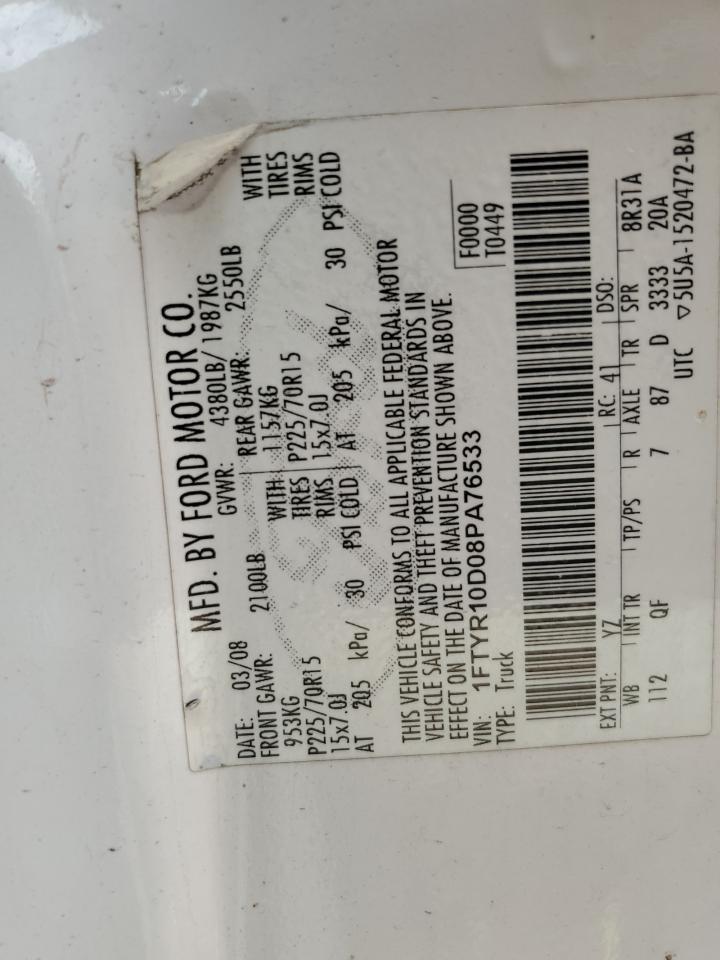 MFD. BY FORD MOTOR CO.
DATE: 03/08 GVWR: 4380LB/ 1987KG
FRONT GAWR: 2100LB REAR GAWR: 2550LB
953KG WITH 1157KG WITH
P225/70R15 TIRES P225/70R15 TIRES
15x7.0J RIMS 15x7.0J RIMS
AT 205 kPa/ 30 PSI COLD AT 205 kPa/ 30 PSI COLD
THIS VEHICLE CONFORMS TO ALL APPLICABLE FEDERAL MOTOR
VEHICLE SAFETY AND THEFT PREVENTION STANDARDS IN
EFFECT ON THE DATE OF MANUFACTURE SHOWN ABOVE.
VIN: 1FTYR10D08PA76533 F0000
TYPE: Truck T0449
EXT PNT: YZ RC: 41 DSO:
WB INT TR TP/PS R AXLE TR SPR 8R31A
112 QF 7 87 D 3333 20A
UTC ▽5U5A-1520472-BA